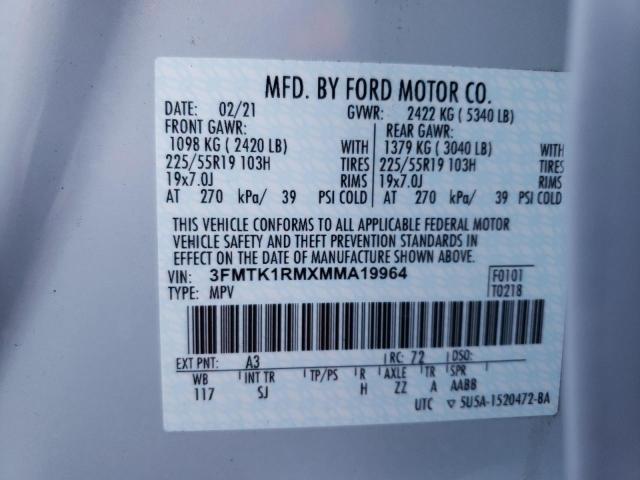 MFD. BY FORD MOTOR CO.
DATE: 02/21 GVWR: 2422 KG ( 5340 LB)
FRONT GAWR: REAR GAWR:
1098 KG ( 2420 LB) WITH 1379 KG ( 3040 LB) WITH
225/55R19 103H TIRES 225/55R19 103H TIRES
19x7.0J RIMS 19x7.0J RIMS
AT 270 kPa/ 39 PSI COLD AT 270 kPa/ 39 PSI COLD
THIS VEHICLE CONFORMS TO ALL APPLICABLE FEDERAL MOTOR
VEHICLE SAFETY AND THEFT PREVENTION STANDARDS IN
EFFECT ON THE DATE OF MANUFACTURE SHOWN ABOVE.
VIN: 3FMTK1RMXMMA19964 F0101
TYPE: MPV T0218
EXT PNT: A3 RC: 72 DSO:
WB INT TR TP/PS R AXLE TR SPR
117 SJ H ZZ A AABB
UTC ▽ 5U5A-1520472-BA